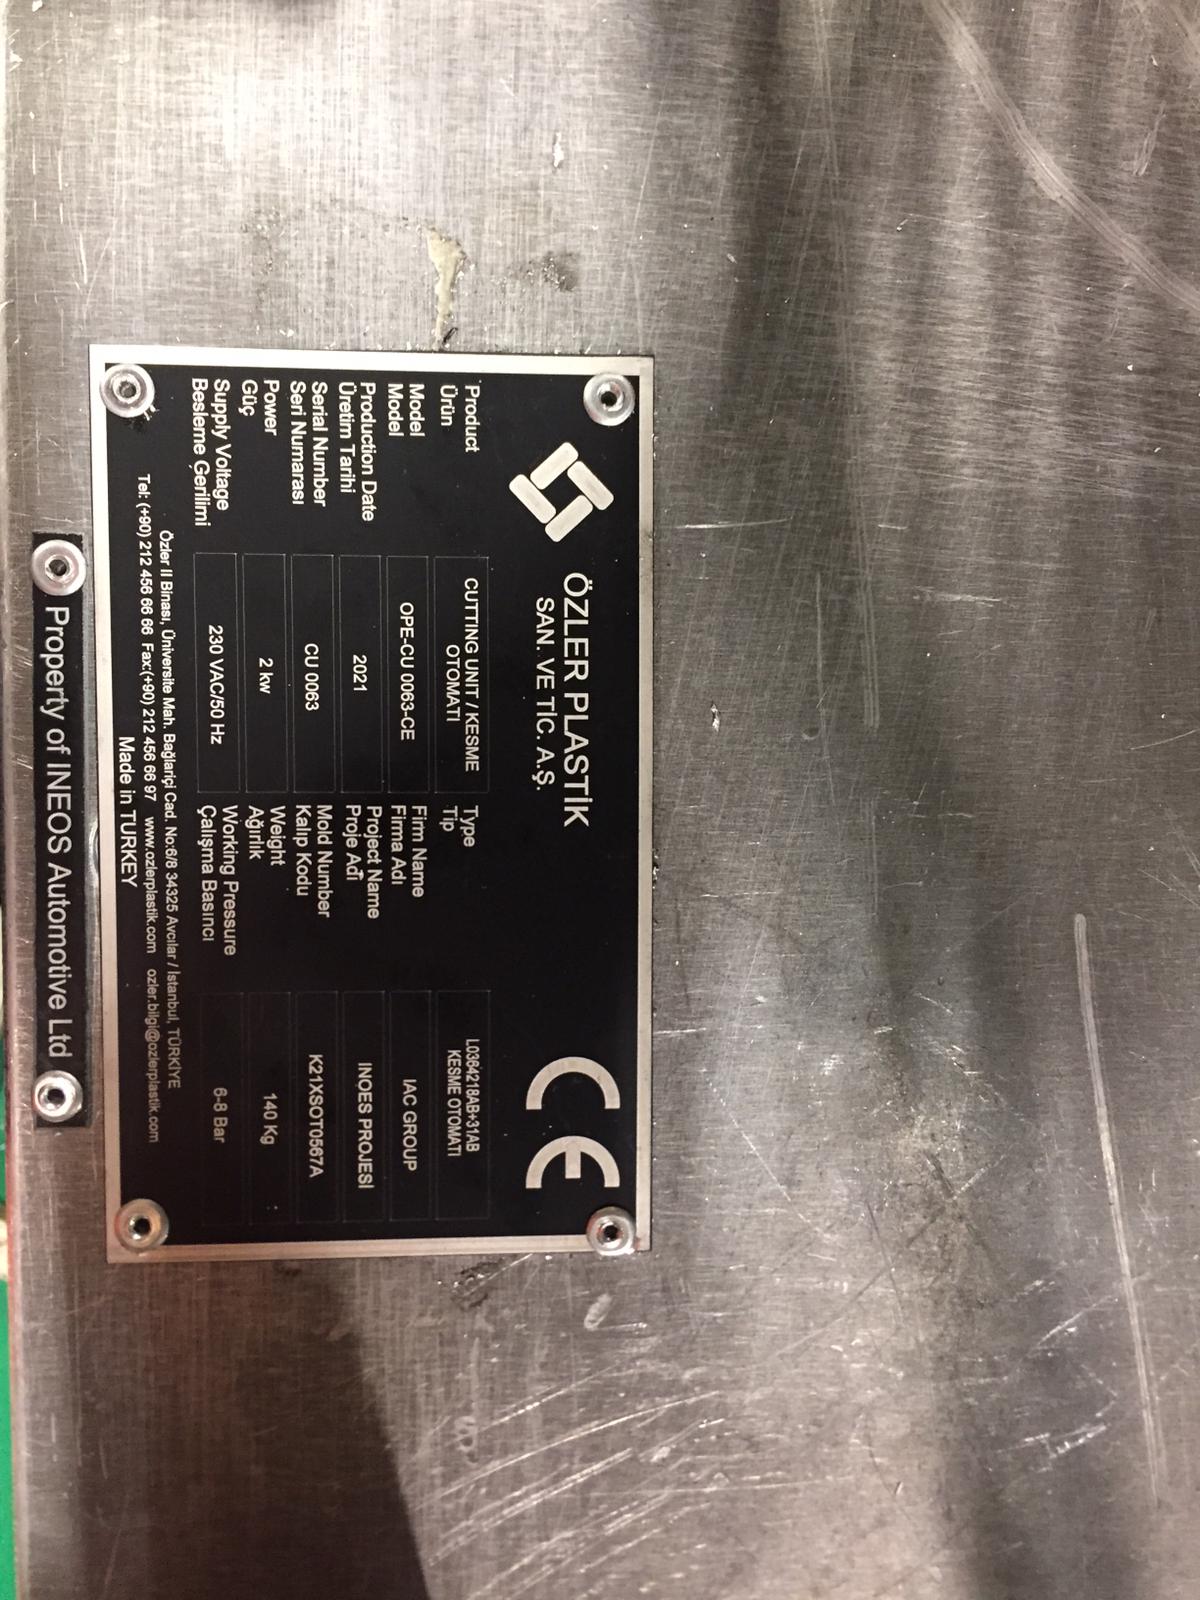 ÖZLER PLASTİK
SAN. VE TİC. A.Ş.
CE
Product
Ürün
CUTTING UNIT / KESME
OTOMATI
Type
Tip
L0364218AB+31AB
KESME OTOMATI
Model
Model
OPE-CU 0063-CE
Firm Name
Firma Adı
IAC GROUP
Production Date
Üretim Tarihi
2021
Project Name
Proje Adı
INOES PROJESİ
Serial Number
Seri Numarası
CU 0063
Mold Number
Kalıp Kodu
K21XSOT0567A
Power
Güç
2 kw
Weight
Ağırlık
140 Kg
Supply Voltage
Besleme Gerilimi
230 VAC/50 Hz
Working Pressure
Çalışma Basıncı
6-8 Bar
Özler II Binası, Üniversite Mah. Bağlariçi Cad. No:6/8 34325 Avcılar / İstanbul, TÜRKİYE
Tel: (+90) 212 456 66 66 Fax:(+90) 212 456 66 97 www.ozlerplastik.com ozler.bilgi@ozlerplastik.com
Made in TURKEY
Property of INEOS Automotive Ltd